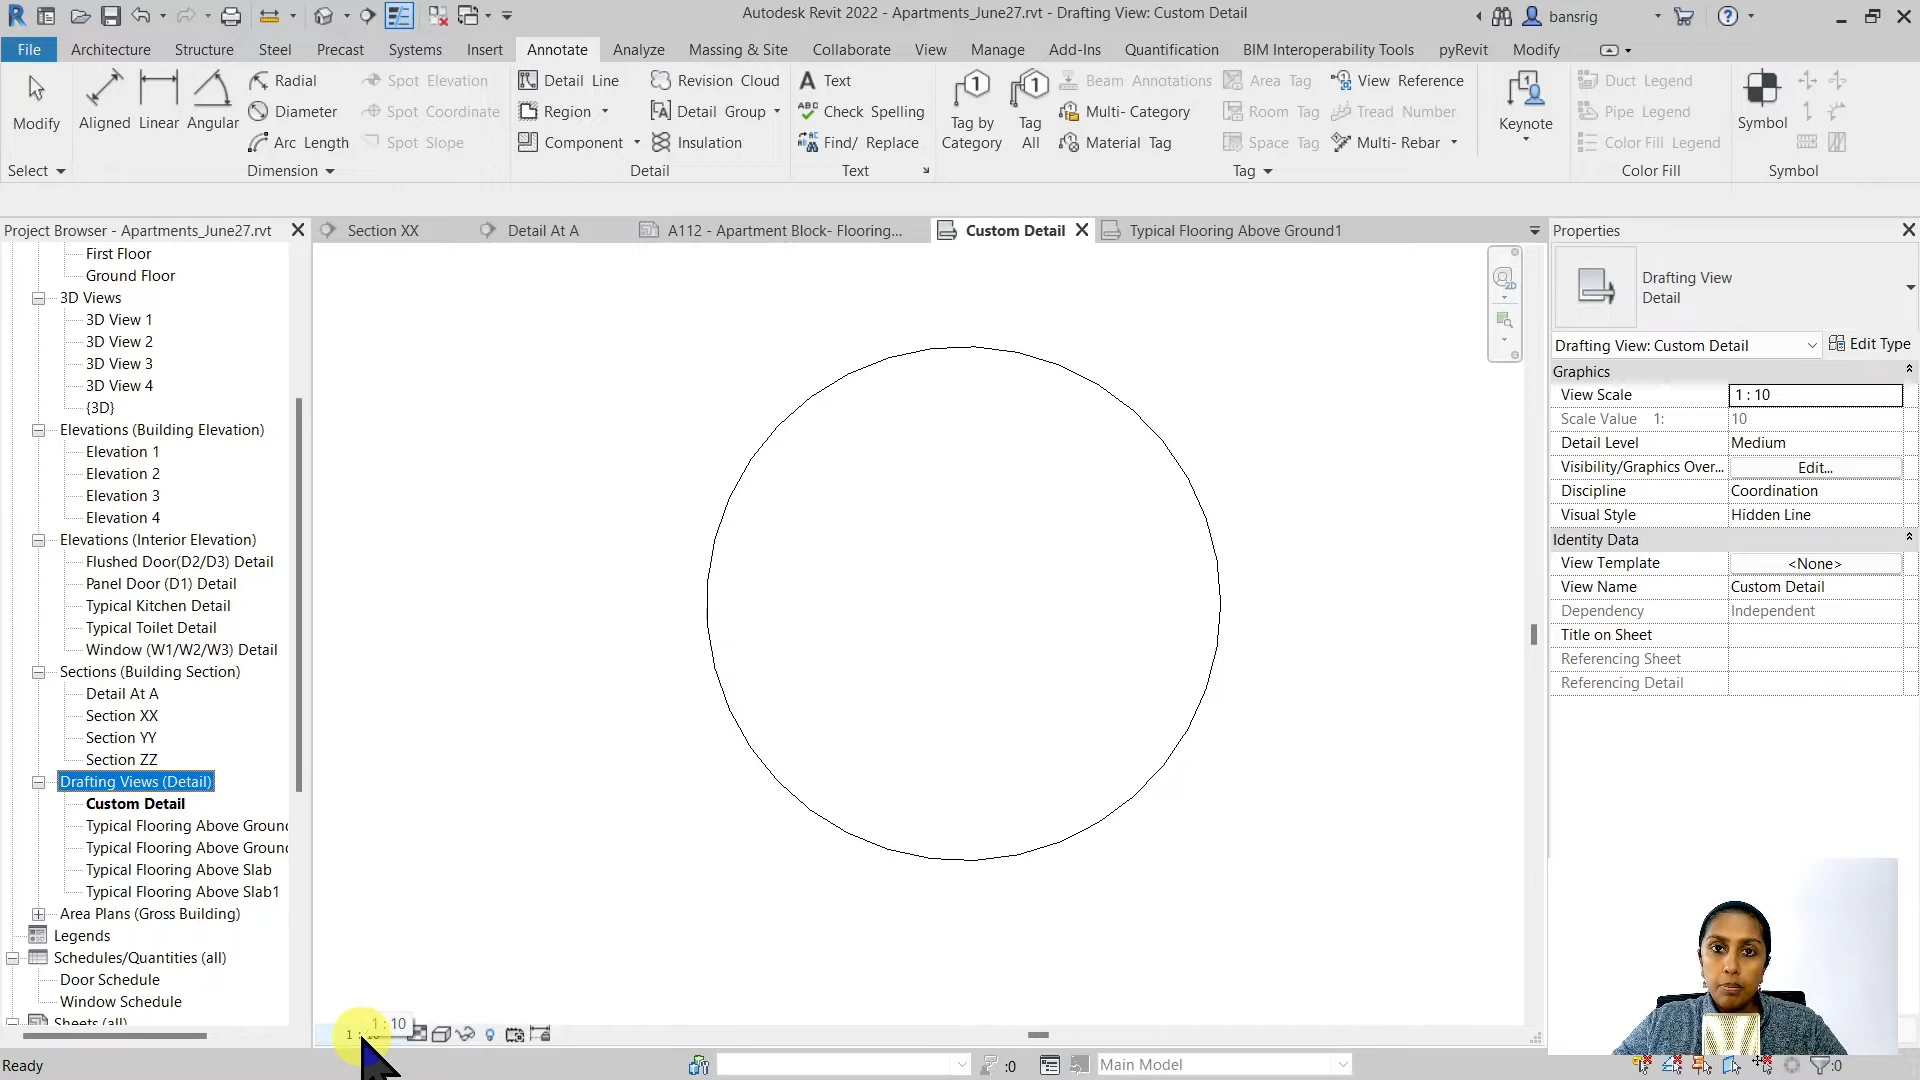 Autodesk Revit 2022 - Apartments_June27.rvt - Drafting View: Custom Detail
bansrig
File Architecture Structure Steel Precast Systems Insert Annotate Analyze Massing & Site Collaborate View Manage Add-Ins Quantification BIM Interoperability Tools pyRevit Modify
Modify
Aligned Linear Angular
Radial
Diameter
Arc Length
Spot Elevation
Spot Coordinate
Spot Slope
Detail Line
Region
Component
Revision Cloud
Detail Group
Insulation
Text
Check Spelling
Find/ Replace
Tag by Category
Tag All
Beam Annotations
Multi- Category
Material Tag
Area Tag
Room Tag
Space Tag
View Reference
Tread Number
Multi- Rebar
Keynote
Duct Legend
Pipe Legend
Color Fill Legend
Symbol
Select Dimension Detail Text Tag Color Fill Symbol
Project Browser - Apartments_June27.rvt
Section XX Detail At A A112 - Apartment Block- Flooring... Custom Detail Typical Flooring Above Ground1
First Floor
Ground Floor
3D Views
3D View 1
3D View 2
3D View 3
3D View 4
{3D}
Elevations (Building Elevation)
Elevation 1
Elevation 2
Elevation 3
Elevation 4
Elevations (Interior Elevation)
Flushed Door(D2/D3) Detail
Panel Door (D1) Detail
Typical Kitchen Detail
Typical Toilet Detail
Window (W1/W2/W3) Detail
Sections (Building Section)
Detail At A
Section XX
Section YY
Section ZZ
Drafting Views (Detail)
Custom Detail
Typical Flooring Above Ground
Typical Flooring Above Ground
Typical Flooring Above Slab
Typical Flooring Above Slab1
Area Plans (Gross Building)
Legends
Schedules/Quantities (all)
Door Schedule
Window Schedule
Sheets (all)
Properties
Drafting View
Detail
Drafting View: Custom Detail Edit Type
Graphics
View Scale 1 : 10
Scale Value 1: 10
Detail Level Medium
Visibility/Graphics Over... Edit...
Discipline Coordination
Visual Style Hidden Line
Identity Data
View Template <None>
View Name Custom Detail
Dependency Independent
Title on Sheet
Referencing Sheet
Referencing Detail
1 : 10
Ready
:0
Main Model
:0